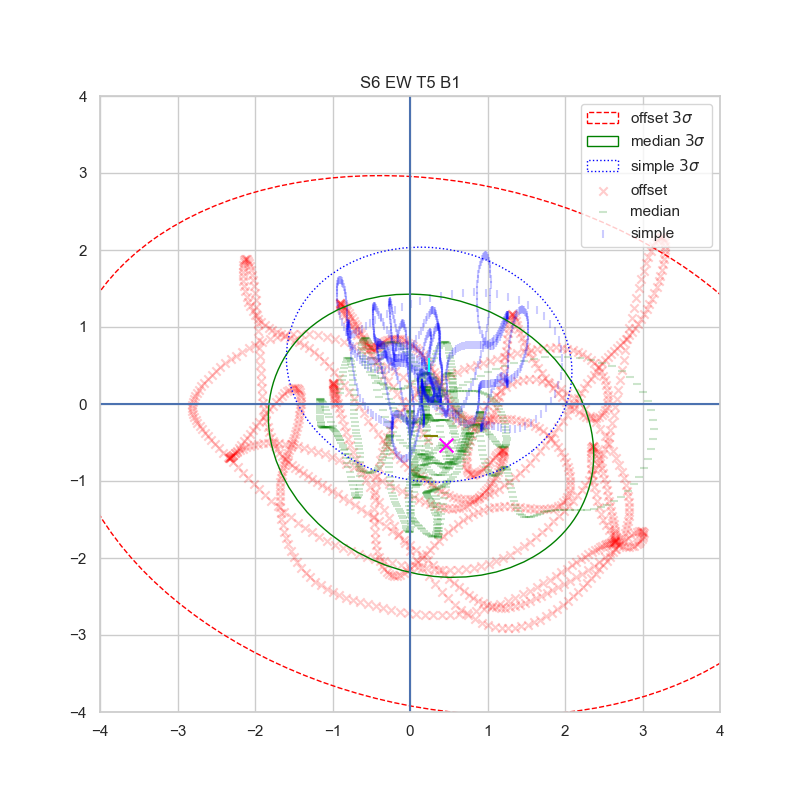 S6 EW T5 B1
offset 3σ
median 3σ
simple 3σ
offset
median
simple
4
3
2
1
0
−1
−2
−3
−4
−4 −3 −2 −1 0 1 2 3 4